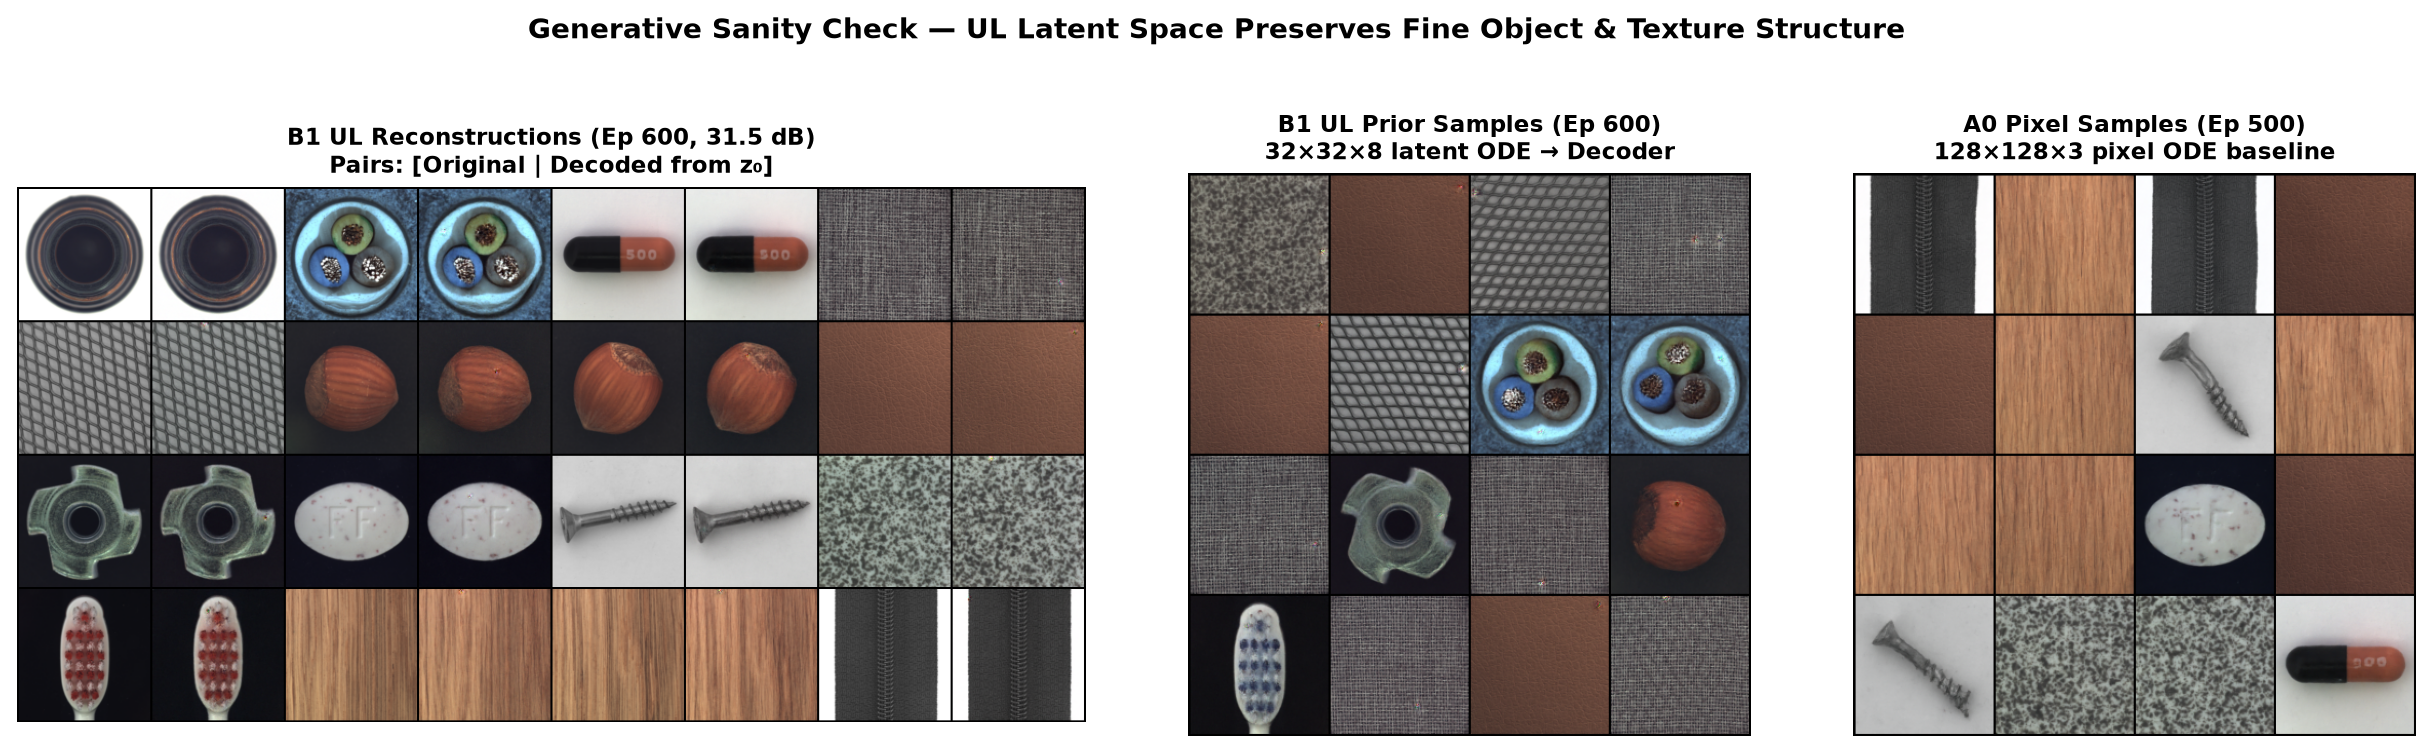 Generative Sanity Check — UL Latent Space Preserves Fine Object & Texture Structure
B1 UL Reconstructions (Ep 600, 31.5 dB)
Pairs: [Original | Decoded from z₀]
B1 UL Prior Samples (Ep 600)
32×32×8 latent ODE → Decoder
A0 Pixel Samples (Ep 500)
128×128×3 pixel ODE baseline
500
500
FF
FF